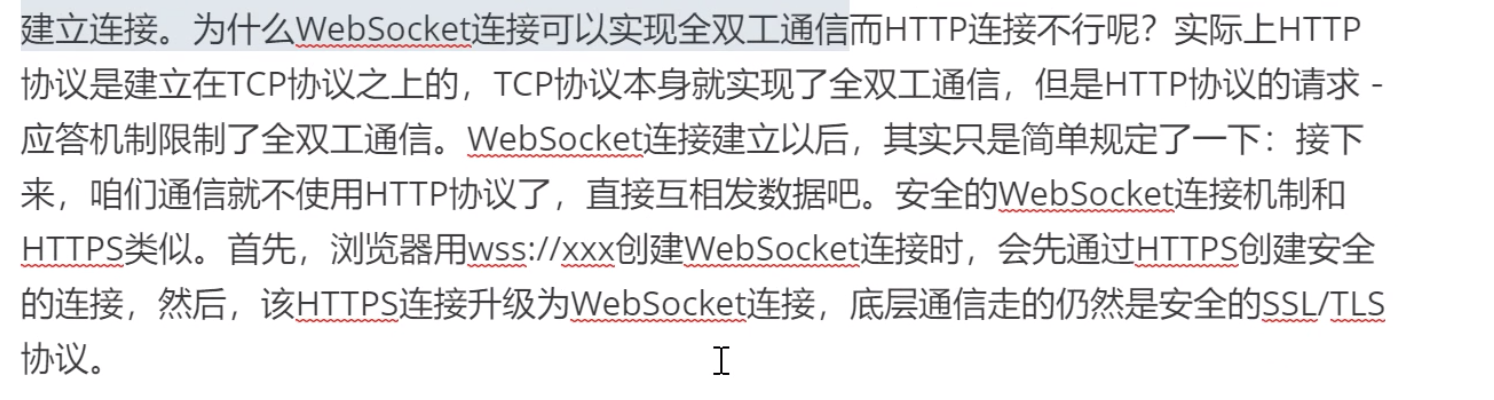 建立连接。为什么WebSocket连接可以实现全双工通信而HTTP连接不行呢？实际上HTTP
协议是建立在TCP协议之上的，TCP协议本身就实现了全双工通信，但是HTTP协议的请求 -
应答机制限制了全双工通信。WebSocket连接建立以后，其实只是简单规定了一下：接下
来，咱们通信就不使用HTTP协议了，直接互相发数据吧。安全的WebSocket连接机制和
HTTPS类似。首先，浏览器用wss://xxx创建WebSocket连接时，会先通过HTTPS创建安全
的连接，然后，该HTTPS连接升级为WebSocket连接，底层通信走的仍然是安全的SSL/TLS
协议。